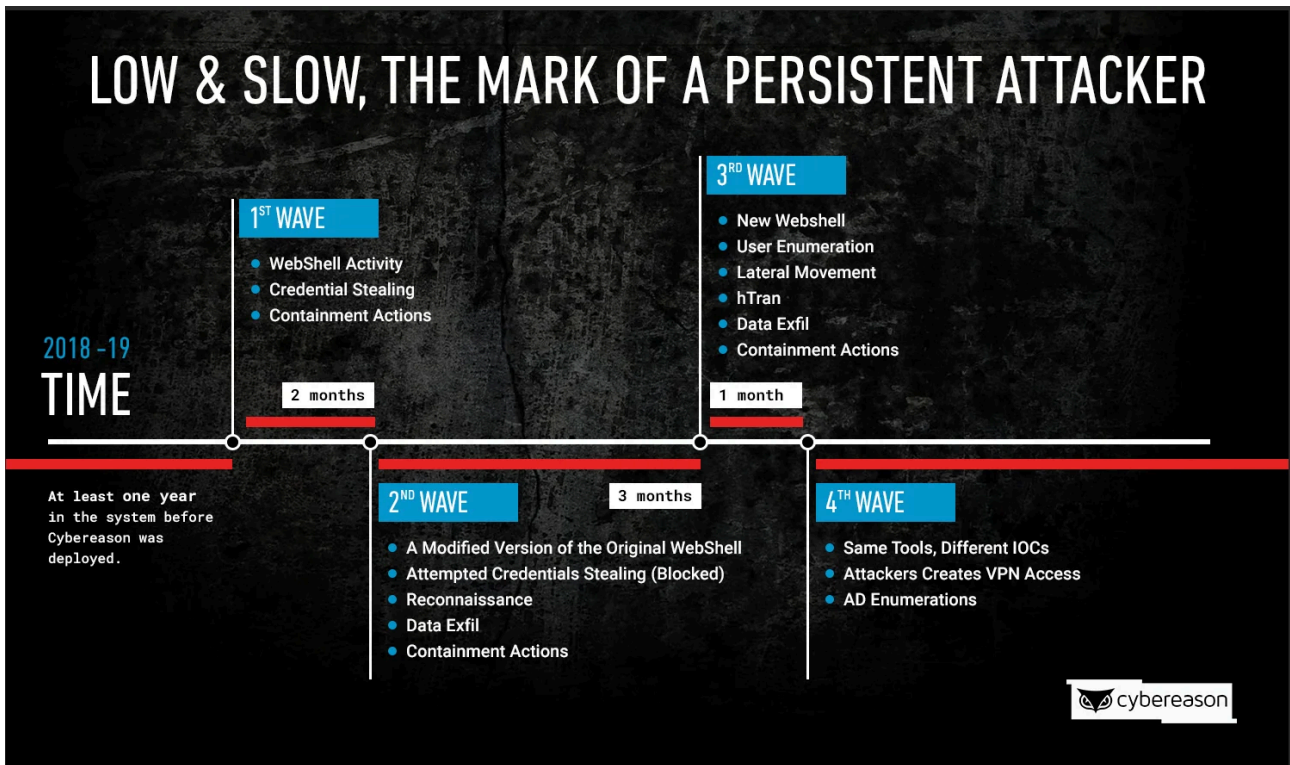 LOW & SLOW, THE MARK OF A PERSISTENT ATTACKER
2018 -19
TIME
At least one year
in the system before
Cybereason was
deployed.
1ST WAVE
WebShell Activity
Credential Stealing
Containment Actions
2 months
2ND WAVE
A Modified Version of the Original WebShell
Attempted Credentials Stealing (Blocked)
Reconnaissance
Data Exfil
Containment Actions
3 months
3RD WAVE
New Webshell
User Enumeration
Lateral Movement
hTran
Data Exfil
Containment Actions
1 month
4TH WAVE
Same Tools, Different IOCs
Attackers Creates VPN Access
AD Enumerations
cybereason